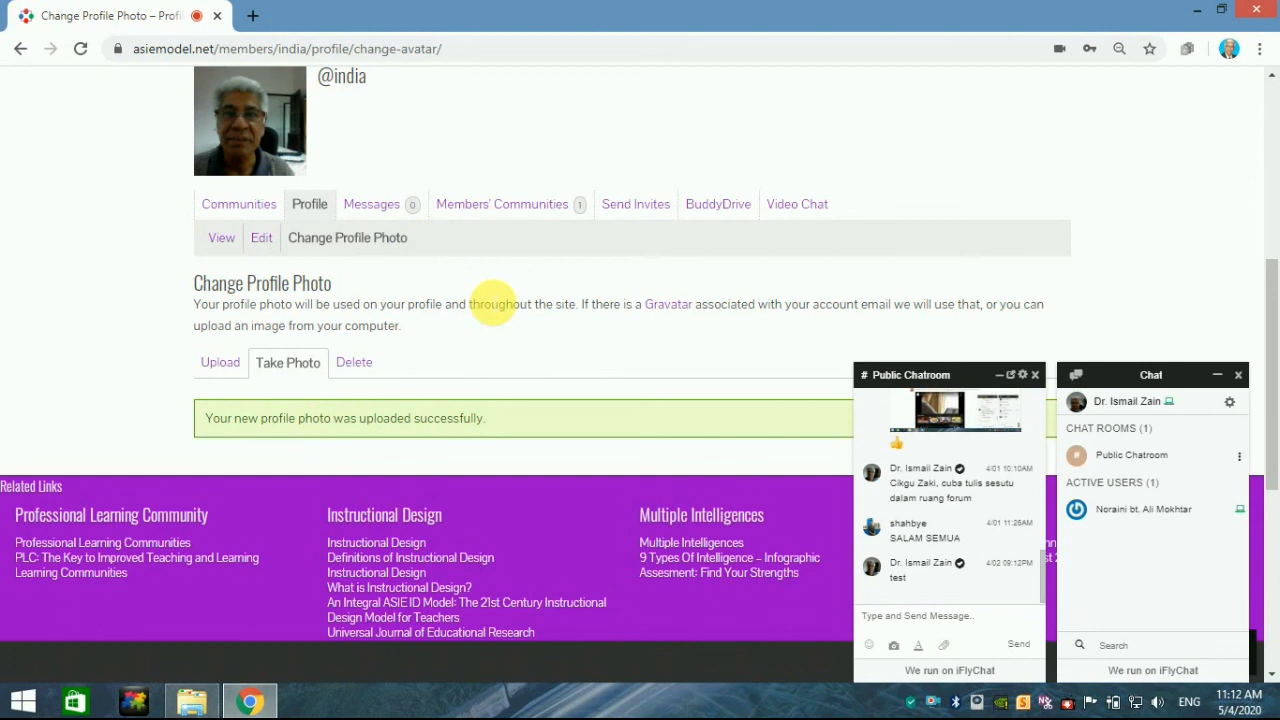 Change Profile Photo – Profi
asiemodel.net/members/india/profile/change-avatar/
@india
Communities
Profile
Messages 0
Members' Communities 1
Send Invites
BuddyDrive
Video Chat
View
Edit
Change Profile Photo
Change Profile Photo
Your profile photo will be used on your profile and throughout the site. If there is a Gravatar associated with your account email we will use that, or you can
upload an image from your computer.
Upload
Take Photo
Delete
Your new profile photo was uploaded successfully.
Related Links
Professional Learning Community
Professional Learning Communities
PLC: The Key to Improved Teaching and Learning
Learning Communities
Instructional Design
Instructional Design
Definitions of Instructional Design
Instructional Design
What is Instructional Design?
An Integral ASIE ID Model: The 21st Century Instructional
Design Model for Teachers
Universal Journal of Educational Research
Multiple Intelligences
Multiple Intelligences
9 Types Of Intelligence – Infographic
Assesment: Find Your Strengths
# Public Chatroom
Dr. Ismail Zain 4/01 10:10AM
Cikgu Zaki, cuba tulis sesutu
dalam ruang forum
shahbye 4/01 11:26AM
SALAM SEMUA
Dr. Ismail Zain 4/02 09:12PM
test
Type and Send Message..
Send
We run on iFlyChat
Chat
Dr. Ismail Zain
CHAT ROOMS (1)
# Public Chatroom
ACTIVE USERS (1)
Noraini bt. Ali Mokhtar
Search
We run on iFlyChat
ENG
11:12 AM
5/4/2020